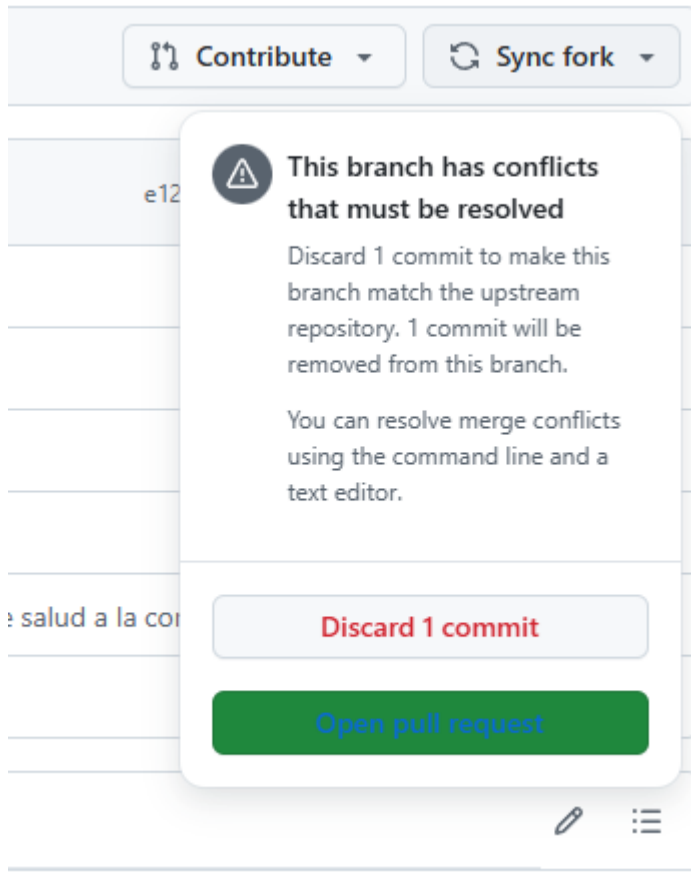 Contribute
Sync fork
This branch has conflicts
that must be resolved
e12
Discard 1 commit to make this
branch match the upstream
repository. 1 commit will be
removed from this branch.
You can resolve merge conflicts
using the command line and a
text editor.
e salud a la cor
Discard 1 commit
Open pull request